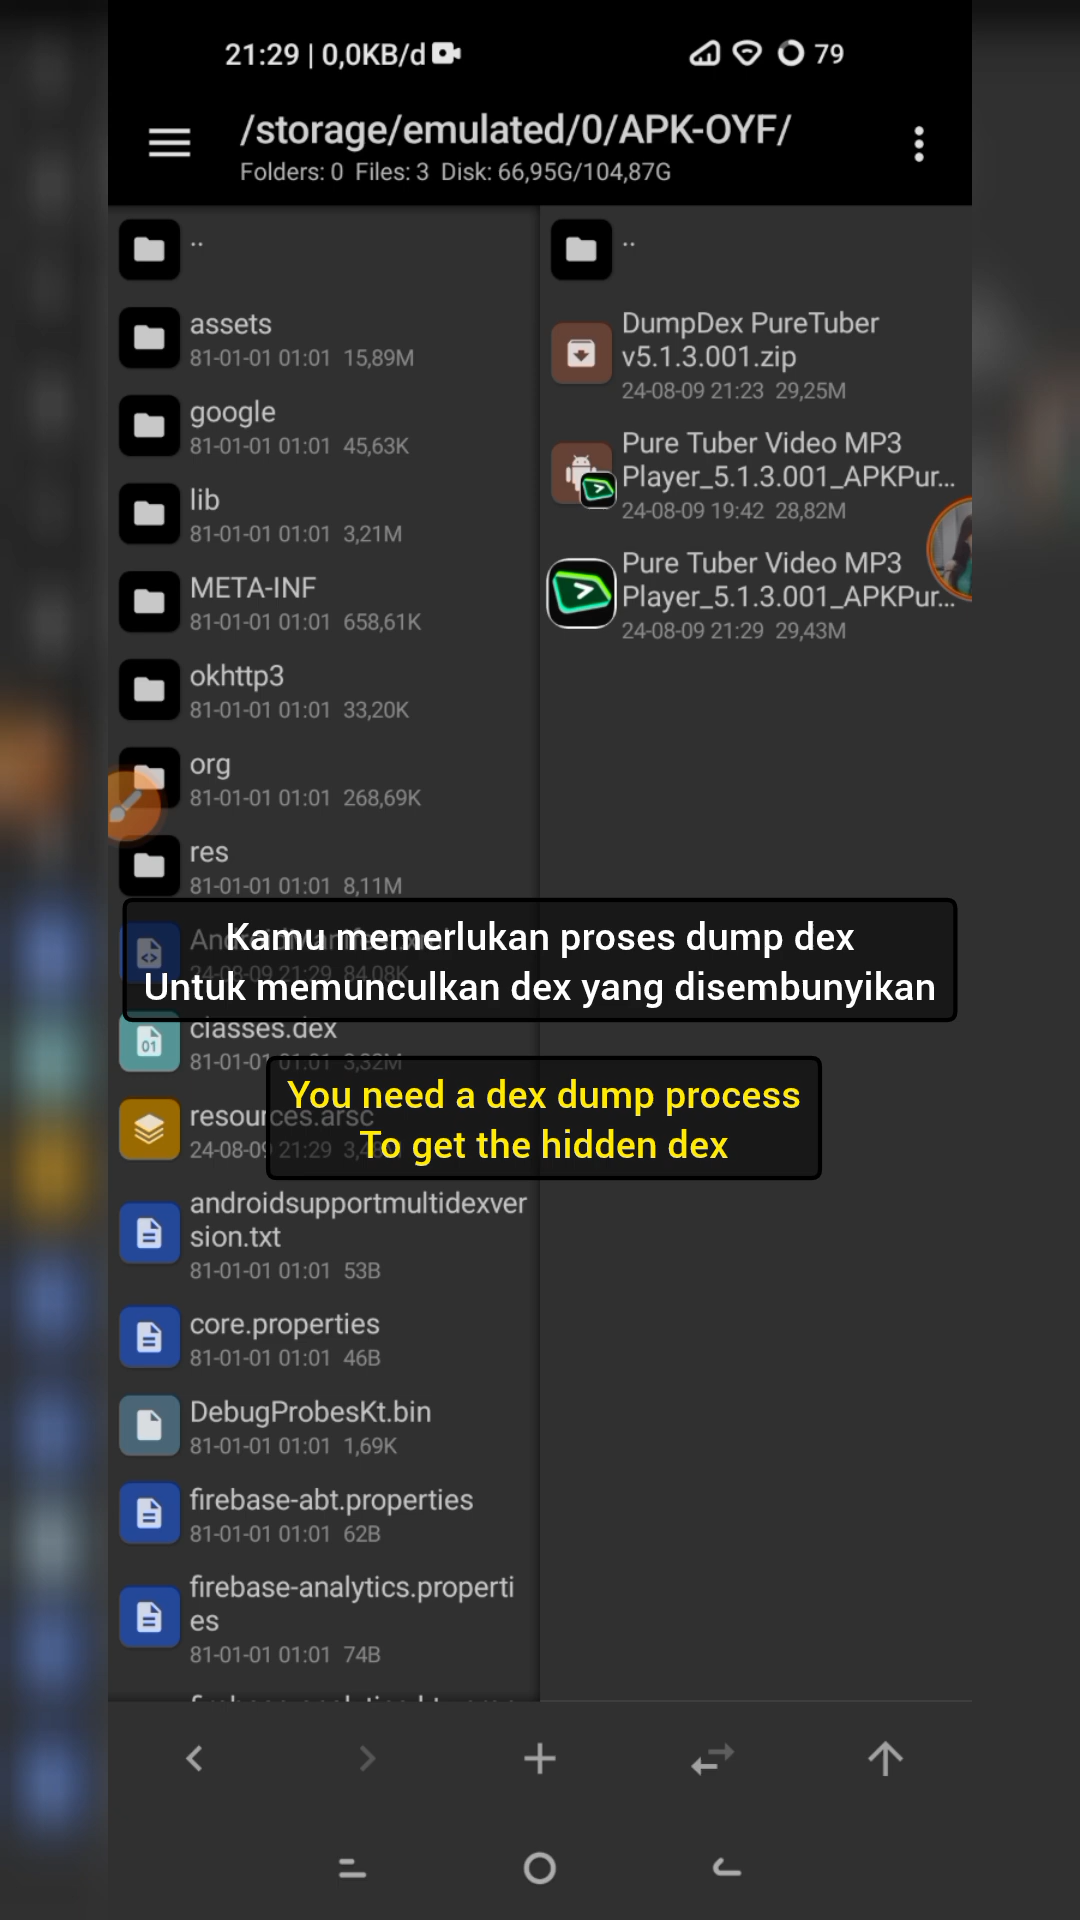 21:29 | 0,0KB/d
79
/storage/emulated/0/APK-OYF/
Folders: 0 Files: 3 Disk: 66,95G/104,87G
..
assets
81-01-01 01:01 15,89M
google
81-01-01 01:01 45,63K
lib
81-01-01 01:01 3,21M
META-INF
81-01-01 01:01 658,61K
okhttp3
81-01-01 01:01 33,20K
org
81-01-01 01:01 268,69K
res
81-01-01 01:01 8,11M
24-08-09 21:29 84,08K
classes.dex
81-01-01 01:01 3,32M
resources.arsc
24-08-09 21:29
androidsupportmultidexver
sion.txt
81-01-01 01:01 53B
core.properties
81-01-01 01:01 46B
DebugProbesKt.bin
81-01-01 01:01 1,69K
firebase-abt.properties
81-01-01 01:01 62B
firebase-analytics.properti
es
81-01-01 01:01 74B
..
DumpDex PureTuber
v5.1.3.001.zip
24-08-09 21:23 29,25M
Pure Tuber Video MP3
Player_5.1.3.001_APKPur...
24-08-09 19:42 28,82M
Pure Tuber Video MP3
Player_5.1.3.001_APKPur...
24-08-09 21:29 29,43M
Kamu memerlukan proses dump dex
Untuk memunculkan dex yang disembunyikan
You need a dex dump process
To get the hidden dex